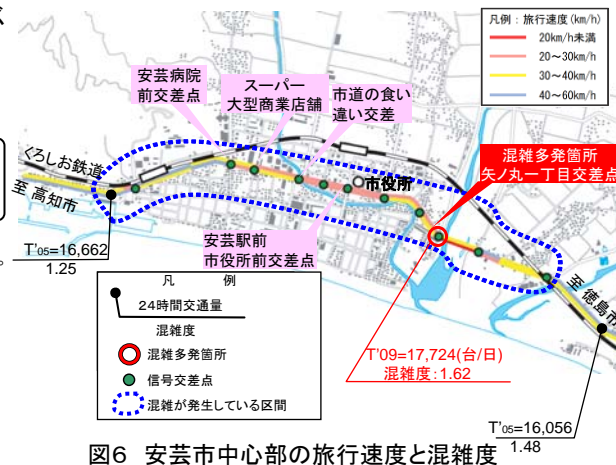 凡例：旅行速度(km/h)
20km/h未満
20～30km/h
30～40km/h
40～60km/h
安芸病院
前交差点
スーパー
大型商業店舗
市道の食い
違い交差
混雑多発箇所
矢ノ丸一丁目交差点
くろしお鉄道
至 高知市
市役所
安芸駅前
市役所前交差点
至 徳島市
T'05=16,662
1.25
凡　例
24時間交通量
混雑度
混雑多発箇所
信号交差点
混雑が発生している区間
T'09=17,724(台/日)
混雑度：1.62
T'05=16,056
1.48
図6　安芸市中心部の旅行速度と混雑度